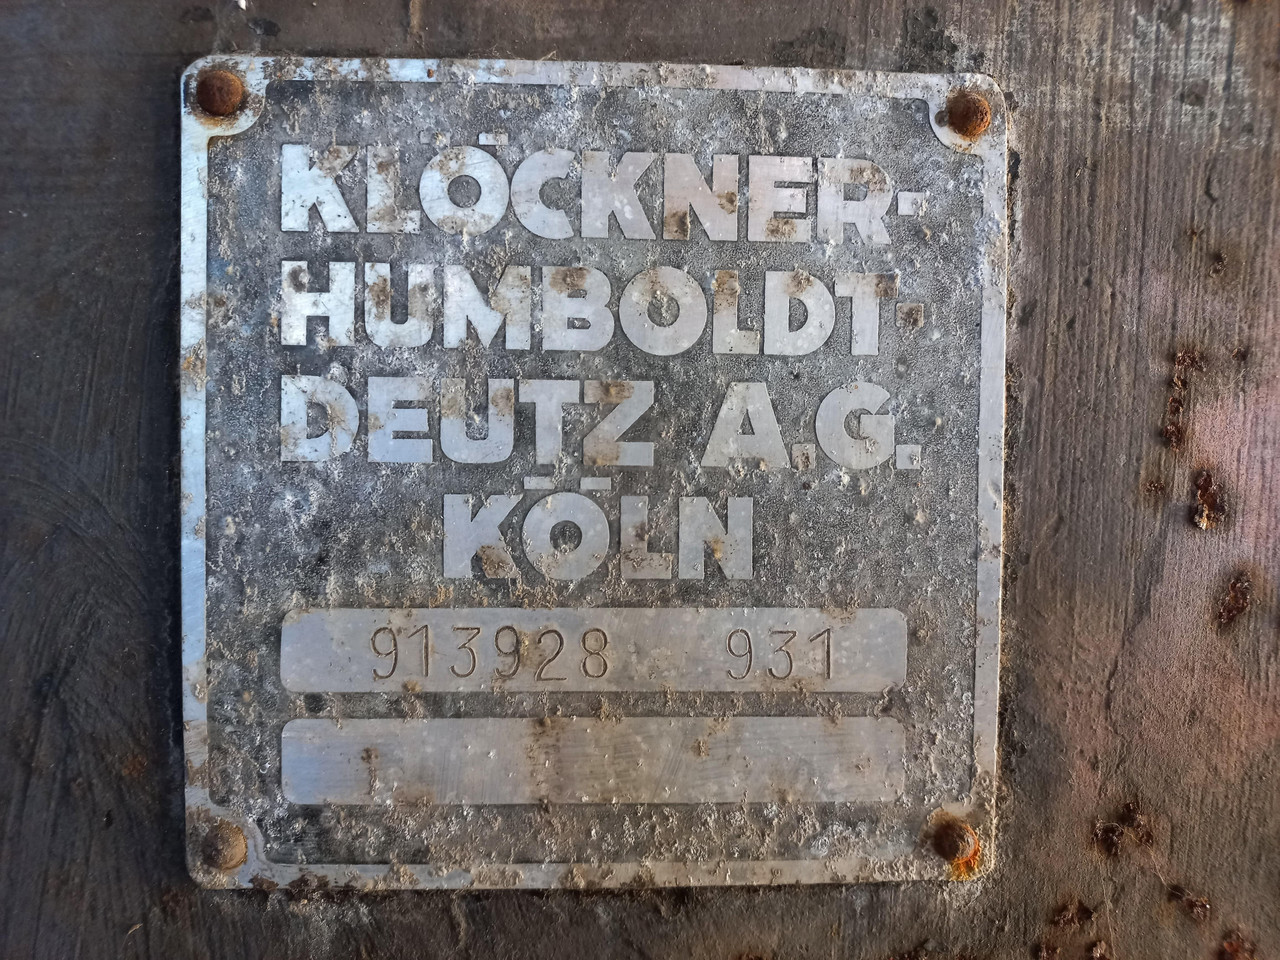 KLÖCKNER-
HUMBOLDT-
DEUTZ A.G.
KÖLN
913928 931